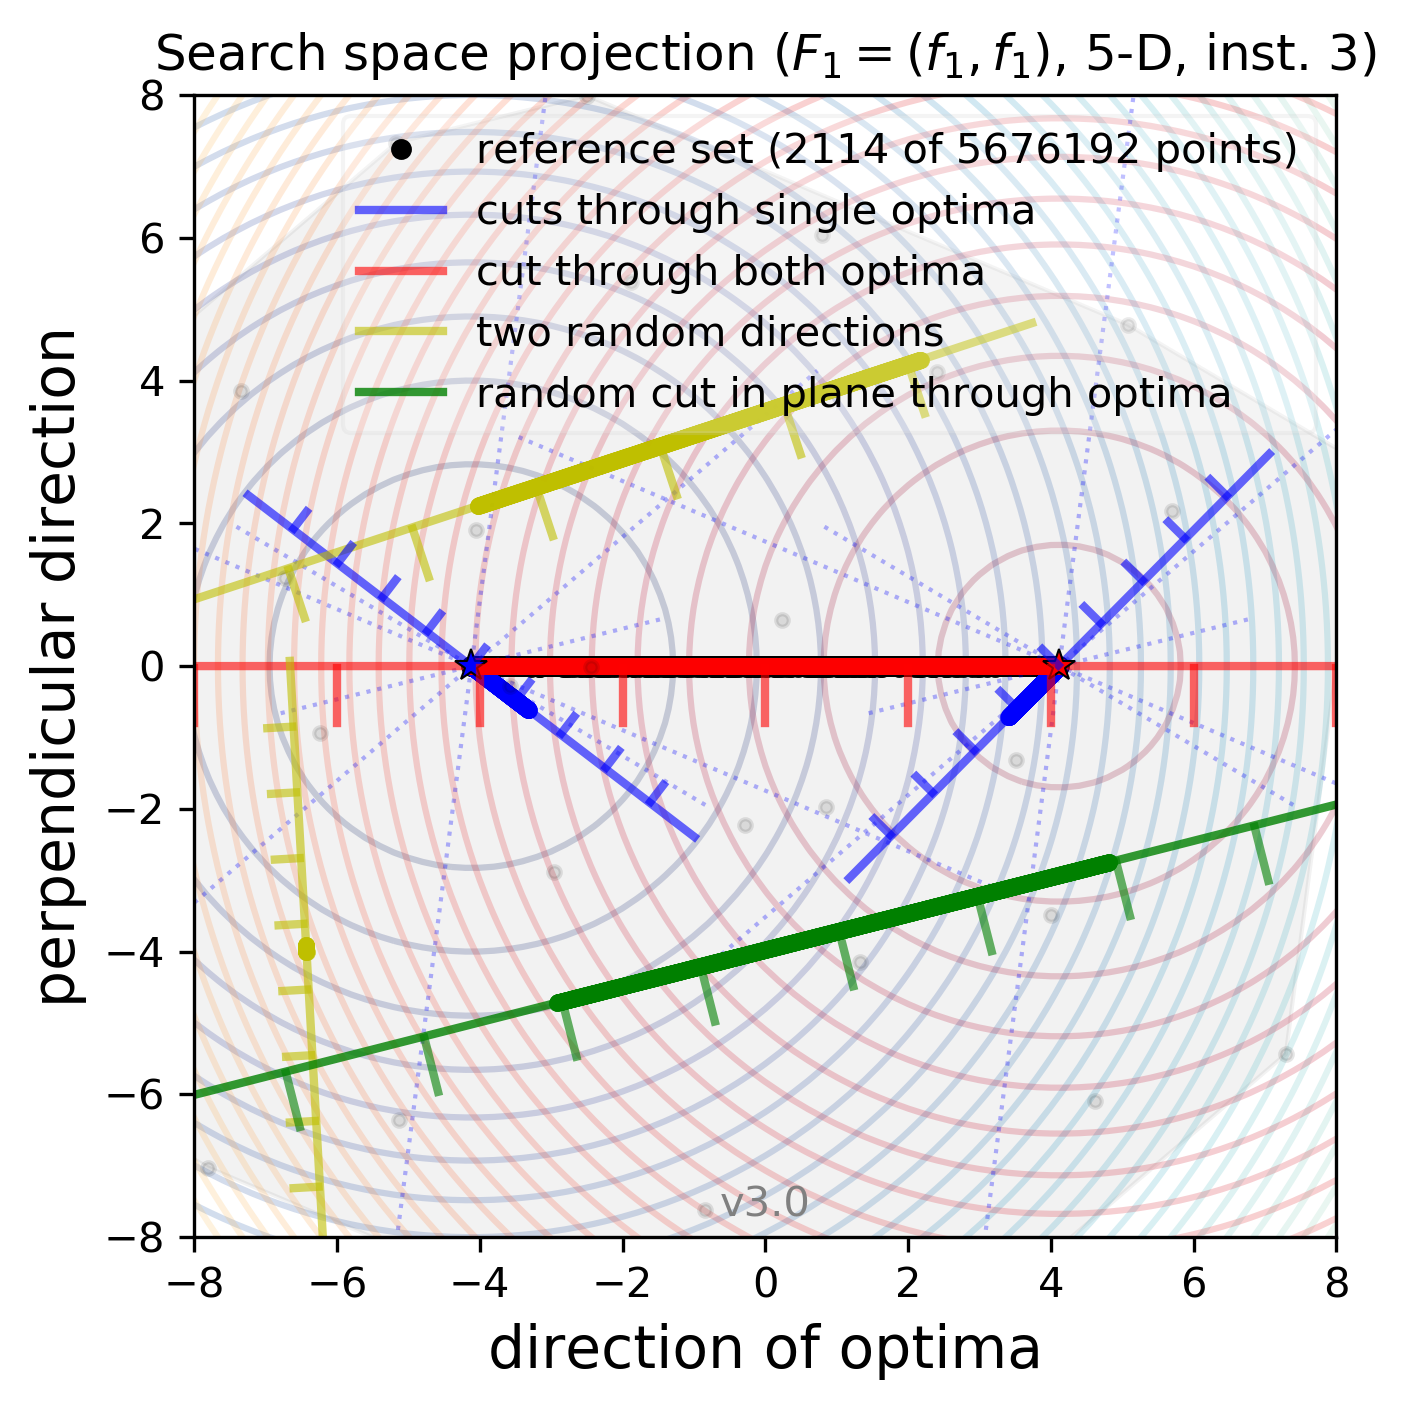 Search space projection (F₁ = (f₁, f₁), 5-D, inst. 3)
reference set (2114 of 5676192 points)
cuts through single optima
cut through both optima
two random directions
random cut in plane through optima
perpendicular direction
8
6
4
2
0
−2
−4
−6
−8
v3.0
−8 −6 −4 −2 0 2 4 6 8
direction of optima